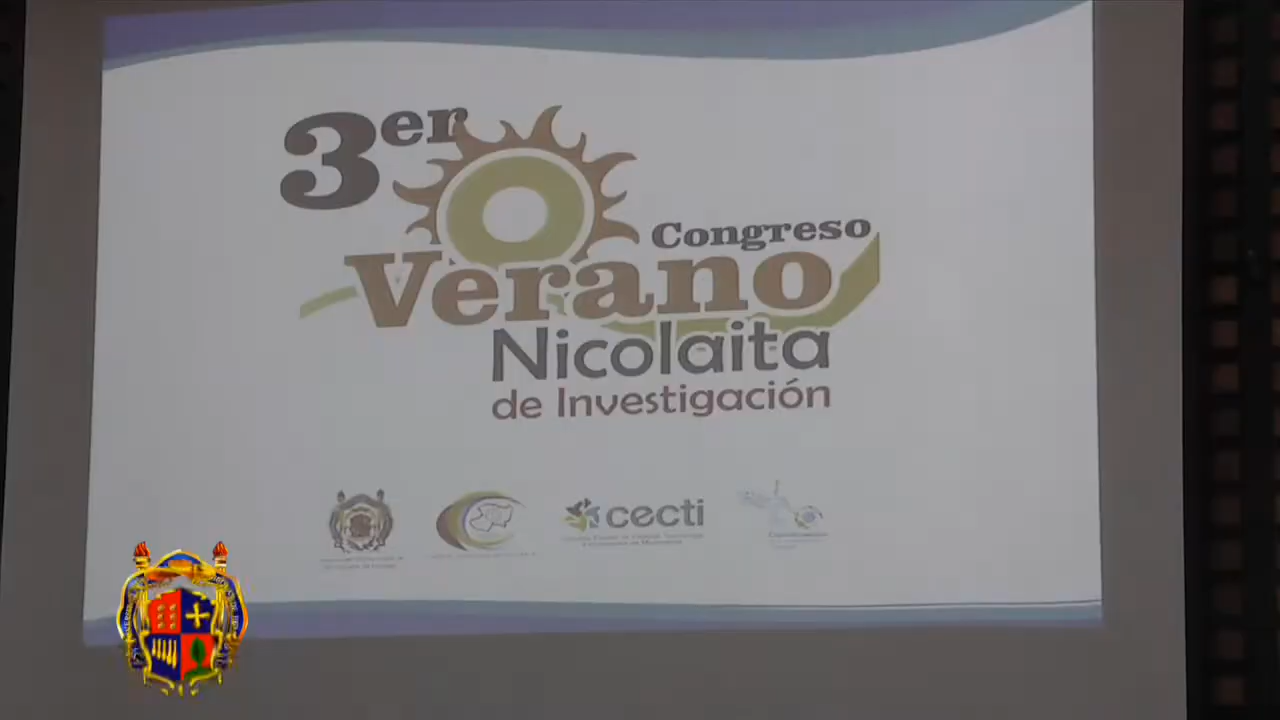 3er
Congreso
Verano
Nicolaita
de Investigación
cecti